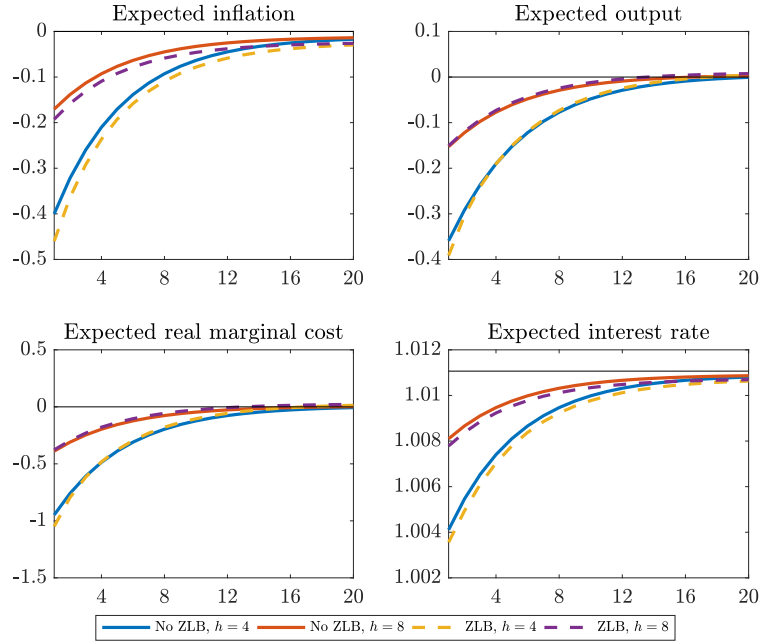 Expected inflation
0
-0.1
-0.2
-0.3
-0.4
-0.5
4 8 12 16 20
Expected output
0.1
0
-0.1
-0.2
-0.3
-0.4
4 8 12 16 20
Expected real marginal cost
0.5
0
-0.5
-1
-1.5
4 8 12 16 20
Expected interest rate
1.012
1.01
1.008
1.006
1.004
1.002
4 8 12 16 20
No ZLB, h = 4 No ZLB, h = 8 ZLB, h = 4 ZLB, h = 8